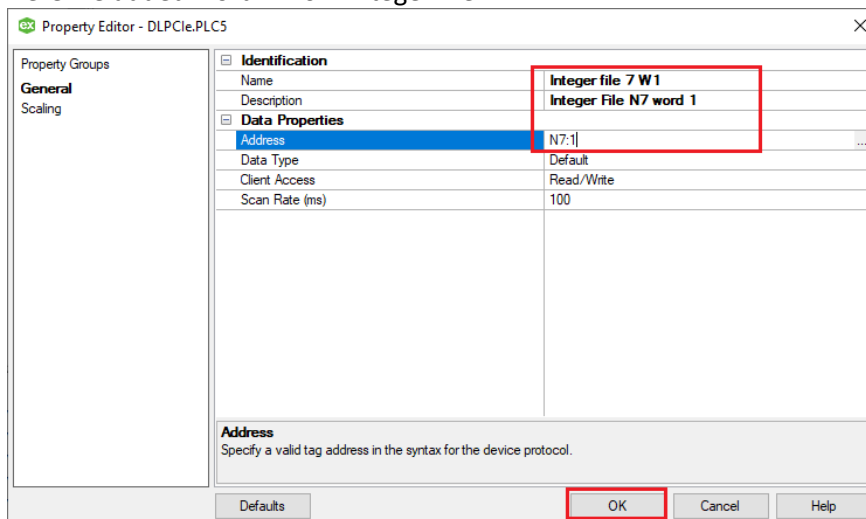 Property Editor - DLPCIe.PLC5
Property Groups
General
Scaling
Identification
Name Integer file 7 W1
Description Integer File N7 word 1
Data Properties
Address N7:1 ...
Data Type Default
Client Access Read/Write
Scan Rate (ms) 100
Address
Specify a valid tag address in the syntax for the device protocol.
Defaults OK Cancel Help